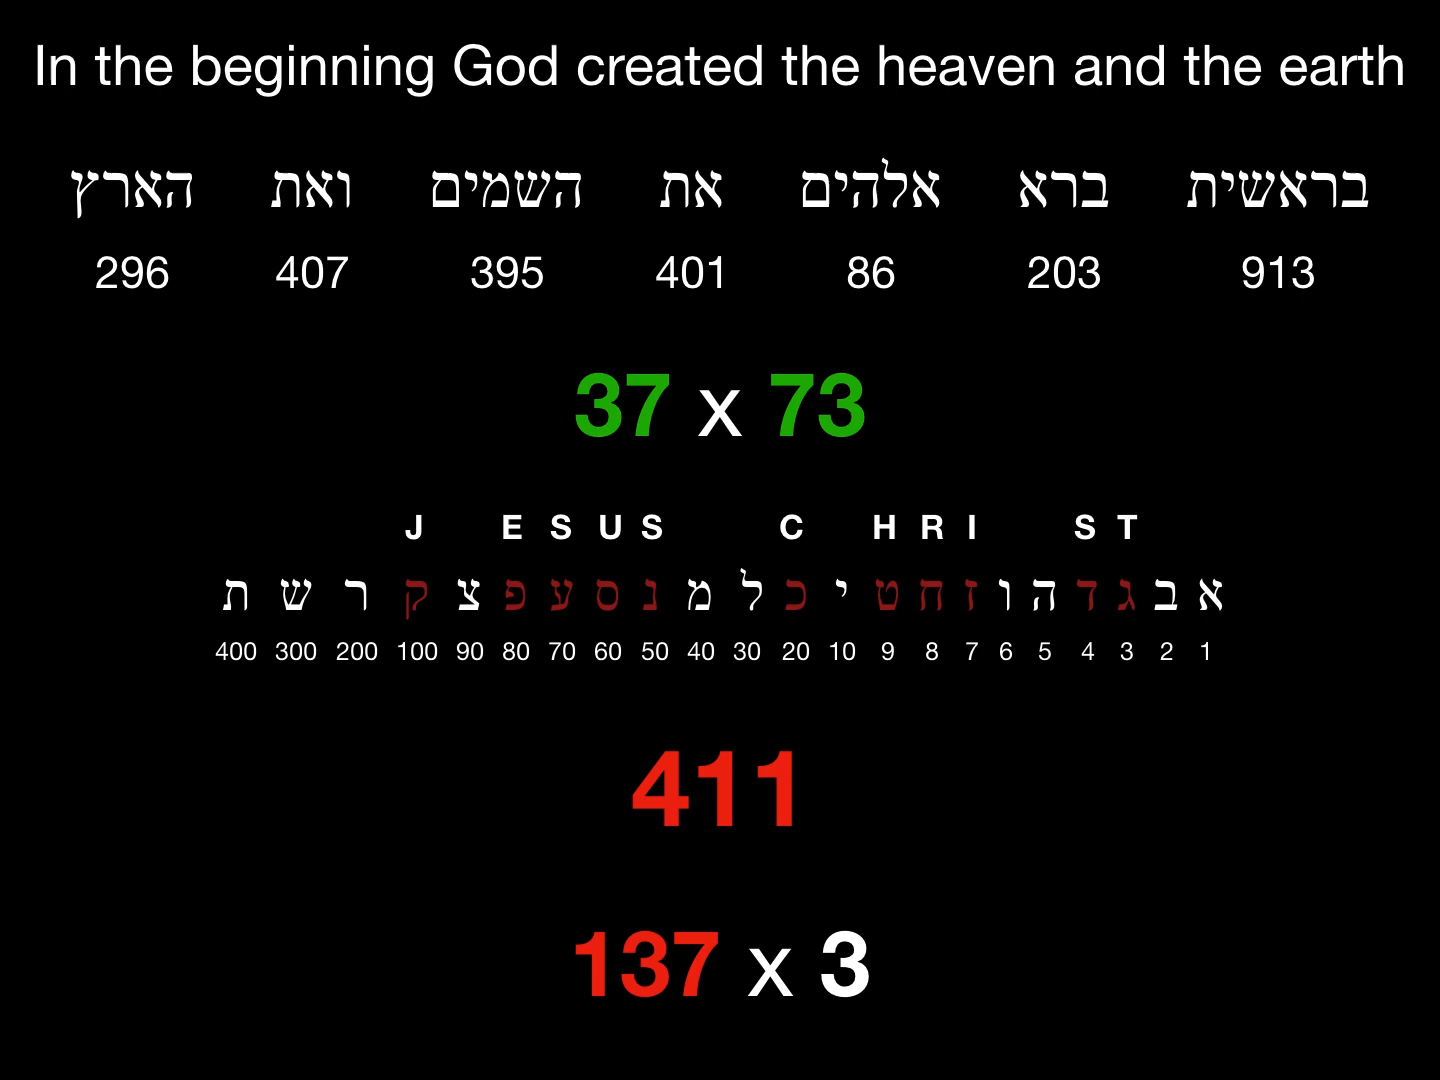 In the beginning God created the heaven and the earth
בראשית ברא אלהים את השמים ואת הארץ
296 407 395 401 86 203 913
37 x 73
J E S U S C H R I S T
א ב ג ד ה ו ז ח ט י כ ל מ נ ס ע פ צ ק ר ש ת
400 300 200 100 90 80 70 60 50 40 30 20 10 9 8 7 6 5 4 3 2 1
411
137 x 3